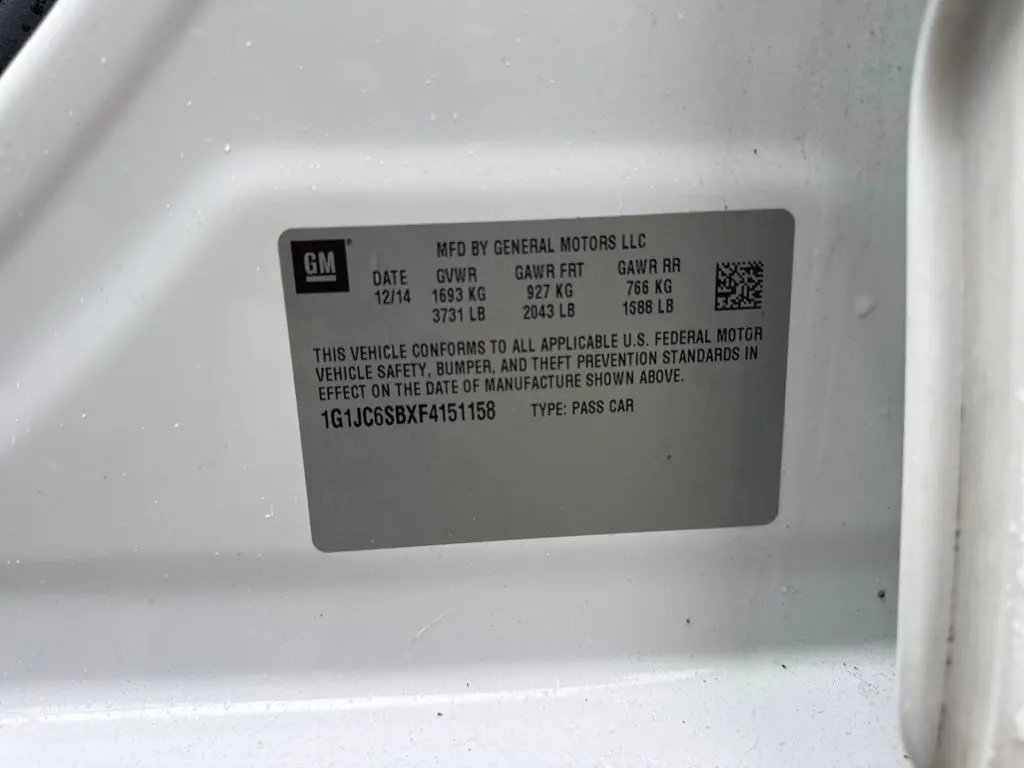 GM
MFD BY GENERAL MOTORS LLC
DATE GVWR GAWR FRT GAWR RR
12/14 1693 KG 927 KG 766 KG
3731 LB 2043 LB 1588 LB
THIS VEHICLE CONFORMS TO ALL APPLICABLE U.S. FEDERAL MOTOR
VEHICLE SAFETY, BUMPER, AND THEFT PREVENTION STANDARDS IN
EFFECT ON THE DATE OF MANUFACTURE SHOWN ABOVE.
1G1JC6SBXF4151158 TYPE: PASS CAR